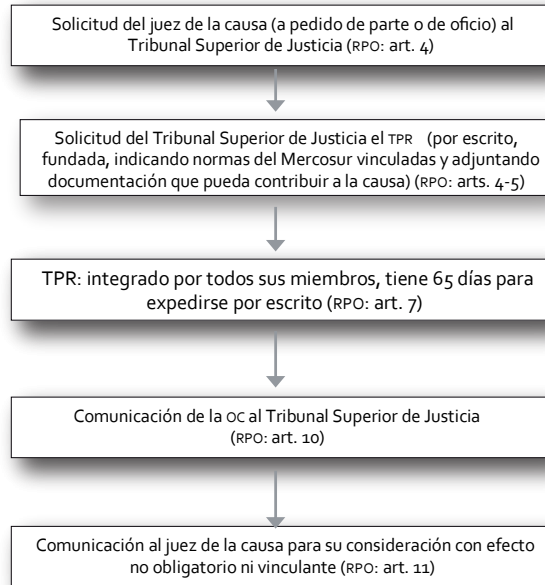 Solicitud del juez de la causa (a pedido de parte o de oficio) al
Tribunal Superior de Justicia (RPO: art. 4)
Solicitud del Tribunal Superior de Justicia el TPR (por escrito,
fundada, indicando normas del Mercosur vinculadas y adjuntando
documentación que pueda contribuir a la causa) (RPO: arts. 4-5)
TPR: integrado por todos sus miembros, tiene 65 días para
expedirse por escrito (RPO: art. 7)
Comunicación de la OC al Tribunal Superior de Justicia
(RPO: art. 10)
Comunicación al juez de la causa para su consideración con efecto
no obligatorio ni vinculante (RPO: art. 11)